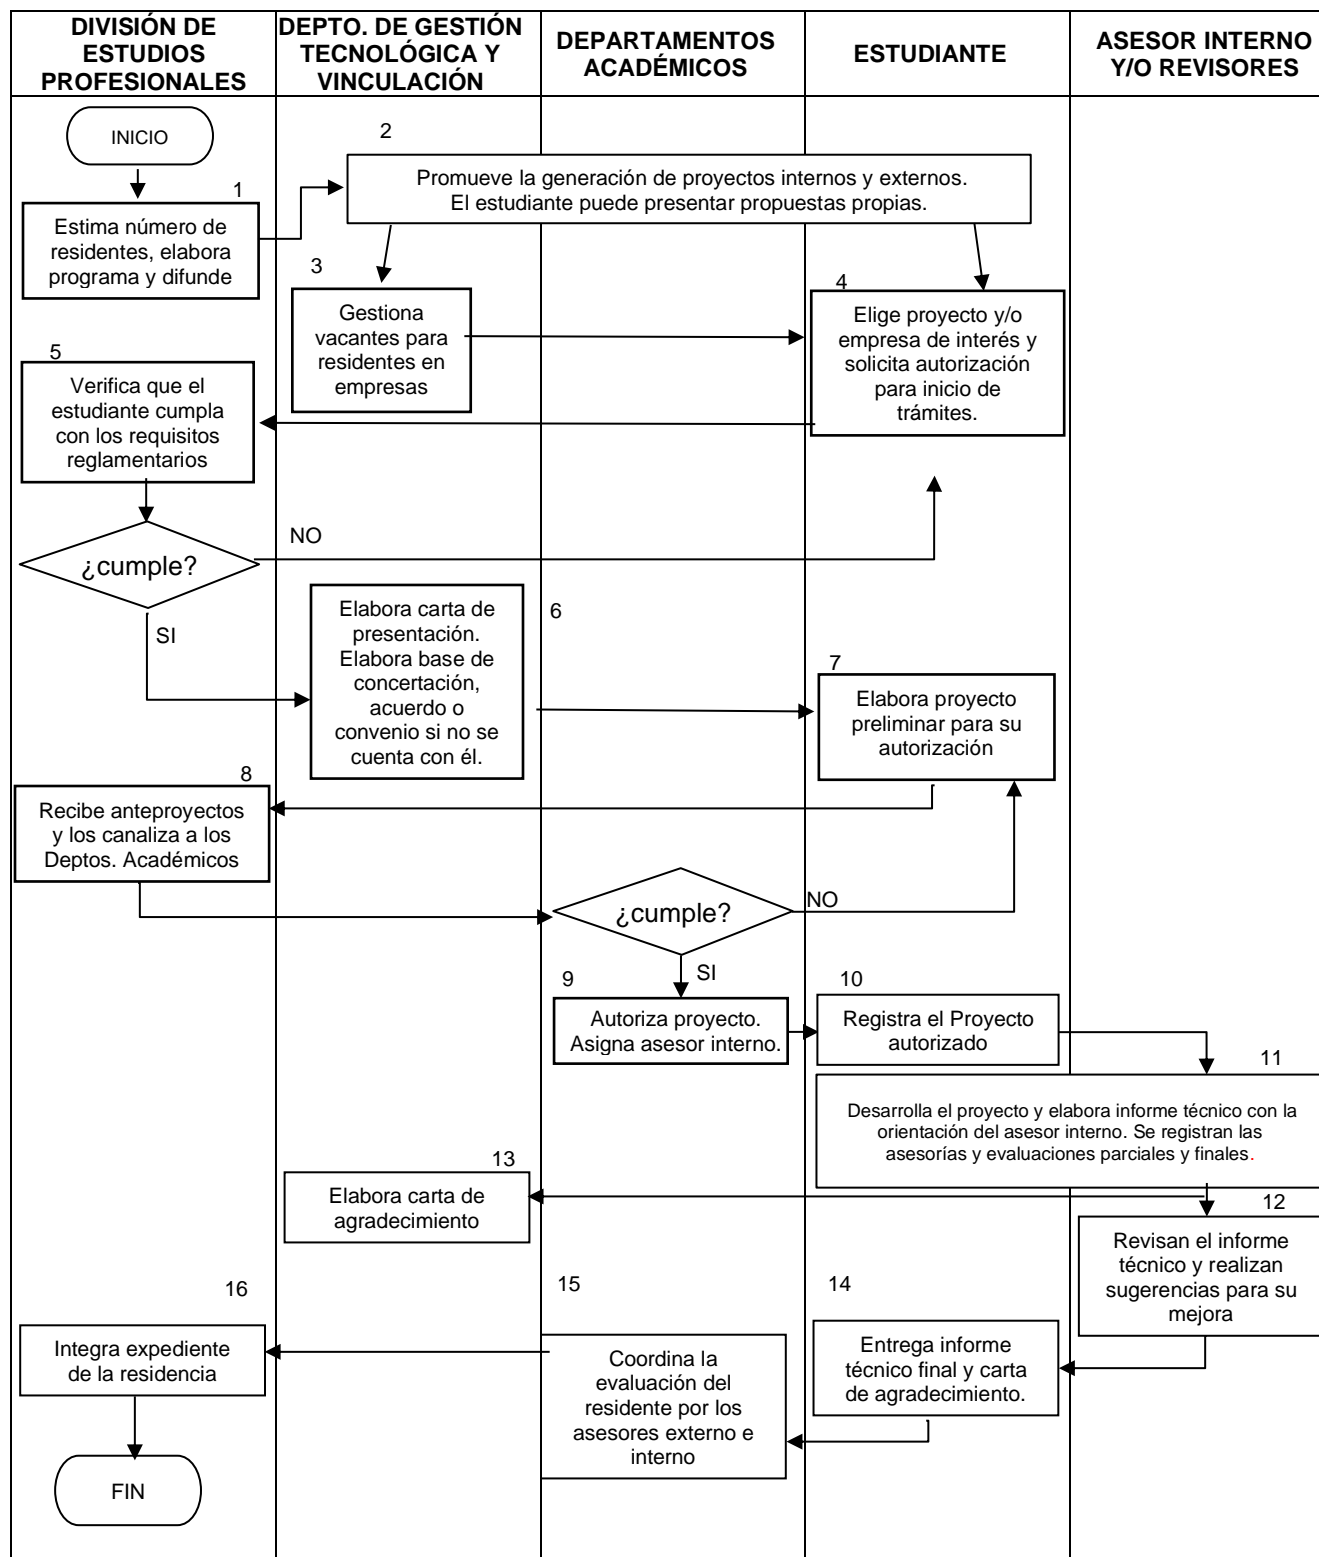 DIVISIÓN DE
ESTUDIOS
PROFESIONALES
DEPTO. DE GESTIÓN
TECNOLÓGICA Y
VINCULACIÓN
DEPARTAMENTOS
ACADÉMICOS
ESTUDIANTE
ASESOR INTERNO
Y/O REVISORES
INICIO
1
Estima número de
residentes, elabora
programa y difunde
2
Promueve la generación de proyectos internos y externos.
El estudiante puede presentar propuestas propias.
3
Gestiona
vacantes para
residentes en
empresas
4
Elige proyecto y/o
empresa de interés y
solicita autorización
para inicio de
trámites.
5
Verifica que el
estudiante cumpla
con los requisitos
reglamentarios
¿cumple?
NO
SI
6
Elabora carta de
presentación.
Elabora base de
concertación,
acuerdo o
convenio si no se
cuenta con él.
7
Elabora proyecto
preliminar para su
autorización
8
Recibe anteproyectos
y los canaliza a los
Deptos. Académicos
¿cumple?
NO
SI
9
Autoriza proyecto.
Asigna asesor interno.
10
Registra el Proyecto
autorizado
11
Desarrolla el proyecto y elabora informe técnico con la
orientación del asesor interno. Se registran las
asesorías y evaluaciones parciales y finales.
12
Revisan el informe
técnico y realizan
sugerencias para su
mejora
13
Elabora carta de
agradecimiento
14
Entrega informe
técnico final y carta
de agradecimiento.
15
Coordina la
evaluación del
residente por los
asesores externo e
interno
16
Integra expediente
de la residencia
FIN